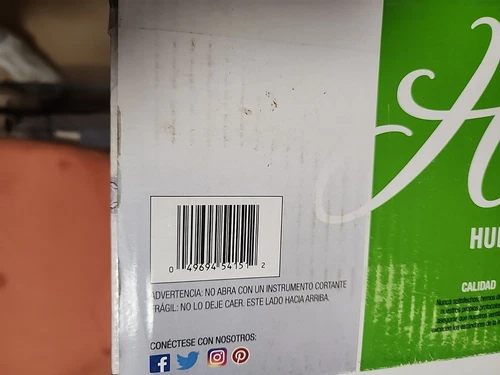 H
HU
CALIDAD
0 49694 54151 2
ADVERTENCIA: NO ABRA CON UN INSTRUMENTO CORTANTE
FRÁGIL: NO LO DEJE CAER. ESTE LADO HACIA ARRIBA.
CONÉCTESE CON NOSOTROS: